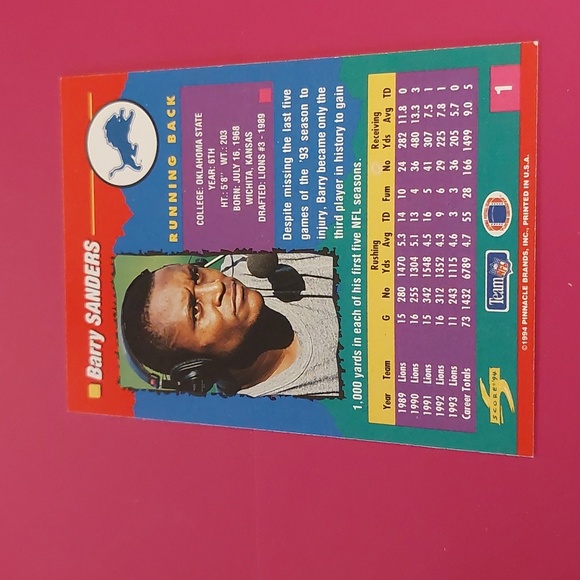 Barry SANDERS
RUNNING BACK
COLLEGE: OKLAHOMA STATE
YEAR: 6TH
HT.: 5'8 WT.: 203
BORN: JULY 16, 1968
WICHITA, KANSAS
DRAFTED: LIONS #3 - 1989
Despite missing the last five
games of the '93 season to
injury, Barry became only the
third player in history to gain
1,000 yards in each of his first five NFL seasons.
Rushing Receiving
Year Team G No Yds Avg TD Fum No Yds Avg TD
1989 Lions 15 280 1470 5.3 14 10 24 282 11.8 0
1990 Lions 16 255 1304 5.1 13 4 36 480 13.3 3
1991 Lions 15 342 1548 4.5 16 5 41 307 7.5 1
1992 Lions 16 312 1352 4.3 9 6 29 225 7.8 1
1993 Lions 11 243 1115 4.6 3 3 36 205 5.7 0
Career Totals 73 1432 6789 4.7 55 28 166 1499 9.0 5
SCORE '94
Team NFL
1
©1994 PINNACLE BRANDS, INC., PRINTED IN U.S.A.